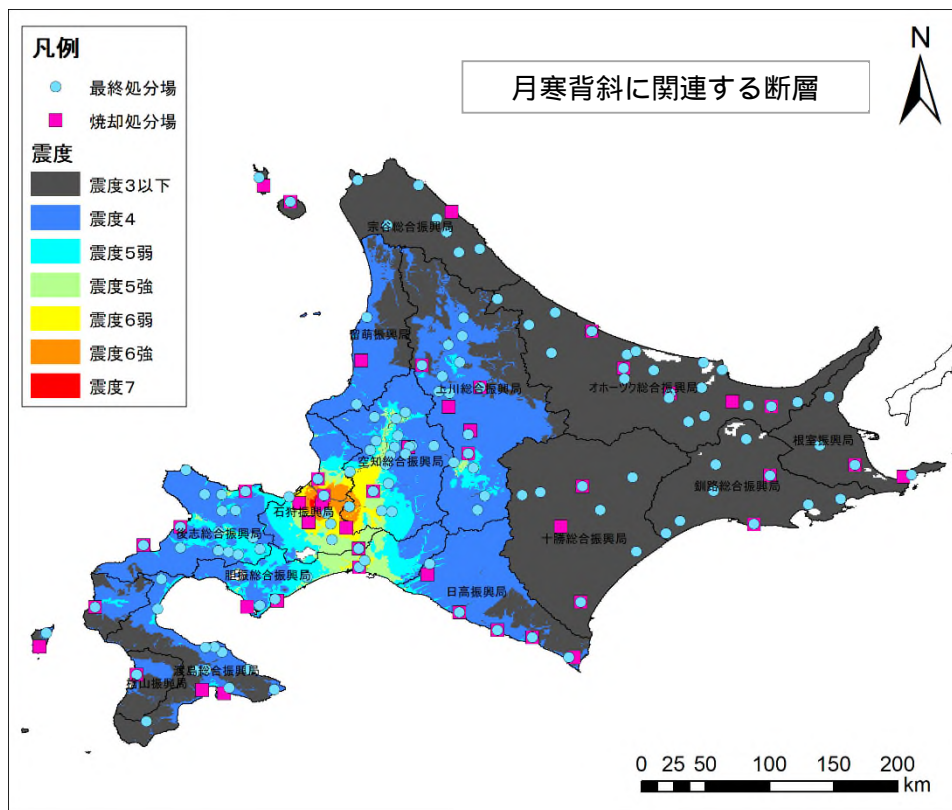 凡例
最終処分場
焼却処分場
震度
震度3以下
震度4
震度5弱
震度5強
震度6弱
震度6強
震度7
月寒背斜に関連する断層
N
宗谷総合振興局
留萌振興局
上川総合振興局
オホーツク総合振興局
根室振興局
空知総合振興局
釧路総合振興局
石狩振興局
後志総合振興局
十勝総合振興局
胆振総合振興局
日高振興局
渡島総合振興局
檜山振興局
0 25 50 100 150 200
km